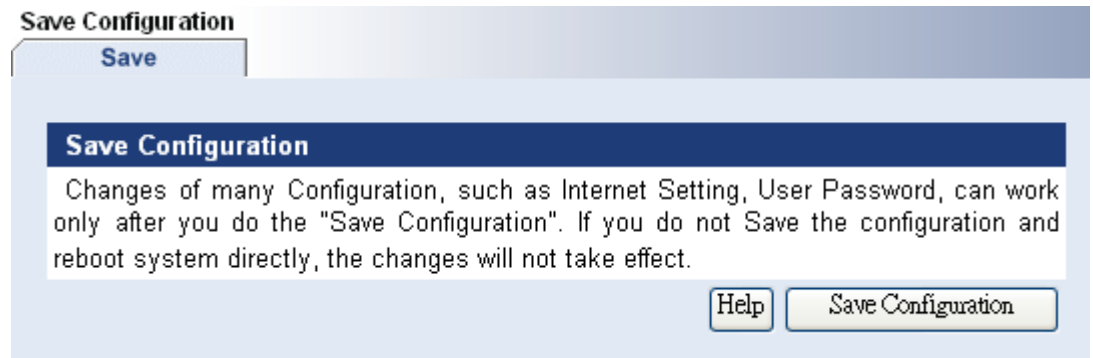 Save Configuration
Save
Save Configuration
Changes of many Configuration, such as Internet Setting, User Password, can work
only after you do the "Save Configuration". If you do not Save the configuration and
reboot system directly, the changes will not take effect.
Help Save Configuration